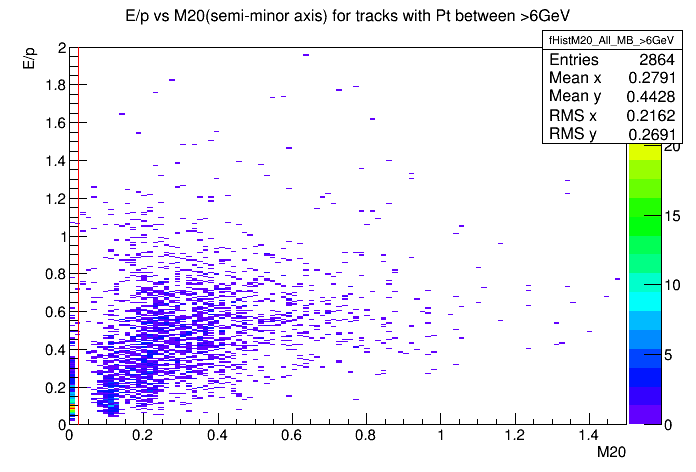 E/p vs M20(semi-minor axis) for tracks with Pt between >6GeV
fHistM20_All_MB_>6GeV
Entries 2864
Mean x 0.2791
Mean y 0.4428
RMS x 0.2162
RMS y 0.2691
E/p
2
1.8
1.6
1.4
1.2
1
0.8
0.6
0.4
0.2
0
0 0.2 0.4 0.6 0.8 1 1.2 1.4
M20
20
15
10
5
0